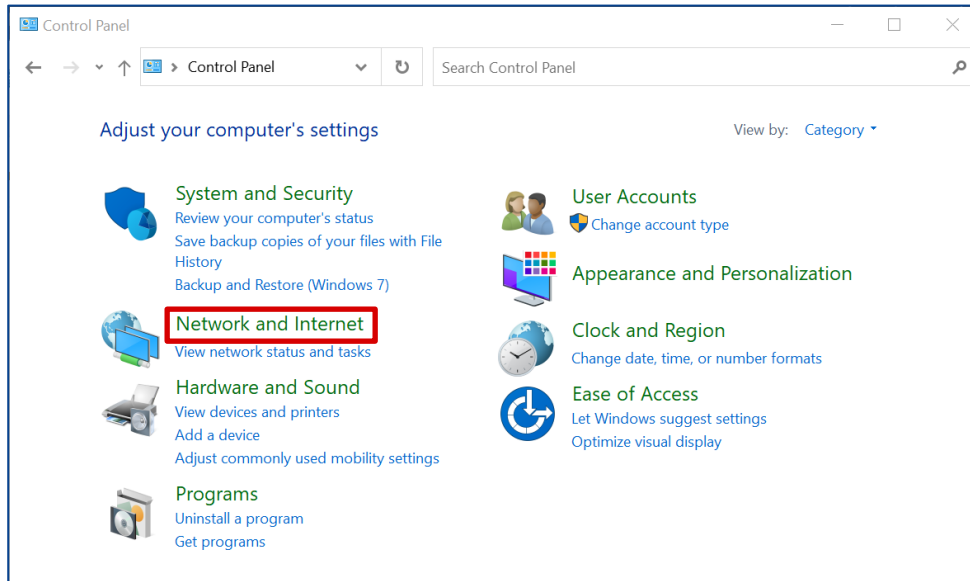 Control Panel
Control Panel
Search Control Panel
Adjust your computer's settings
View by: Category
System and Security
Review your computer's status
Save backup copies of your files with File
History
Backup and Restore (Windows 7)
Network and Internet
View network status and tasks
Hardware and Sound
View devices and printers
Add a device
Adjust commonly used mobility settings
Programs
Uninstall a program
Get programs
User Accounts
Change account type
Appearance and Personalization
Clock and Region
Change date, time, or number formats
Ease of Access
Let Windows suggest settings
Optimize visual display